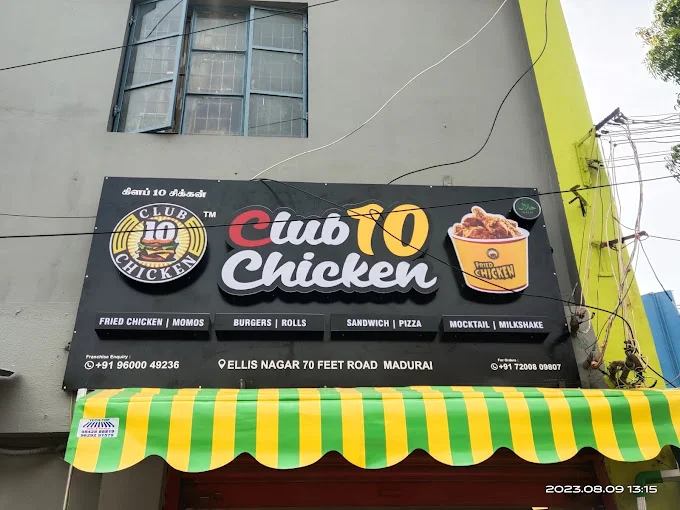 கிளப் 10 சிக்கன்
CLUB
10
CHICKEN
TM
Club 10
Chicken
FRIED
CHICKEN
حلال
FRIED CHICKEN | MOMOS
BURGERS | ROLLS
SANDWICH | PIZZA
MOCKTAIL | MILKSHAKE
Franchise Enquiry :
+91 96000 49236
ELLIS NAGAR 70 FEET ROAD MADURAI
For Orders :
+91 72008 09807
2023.08.09 13:15